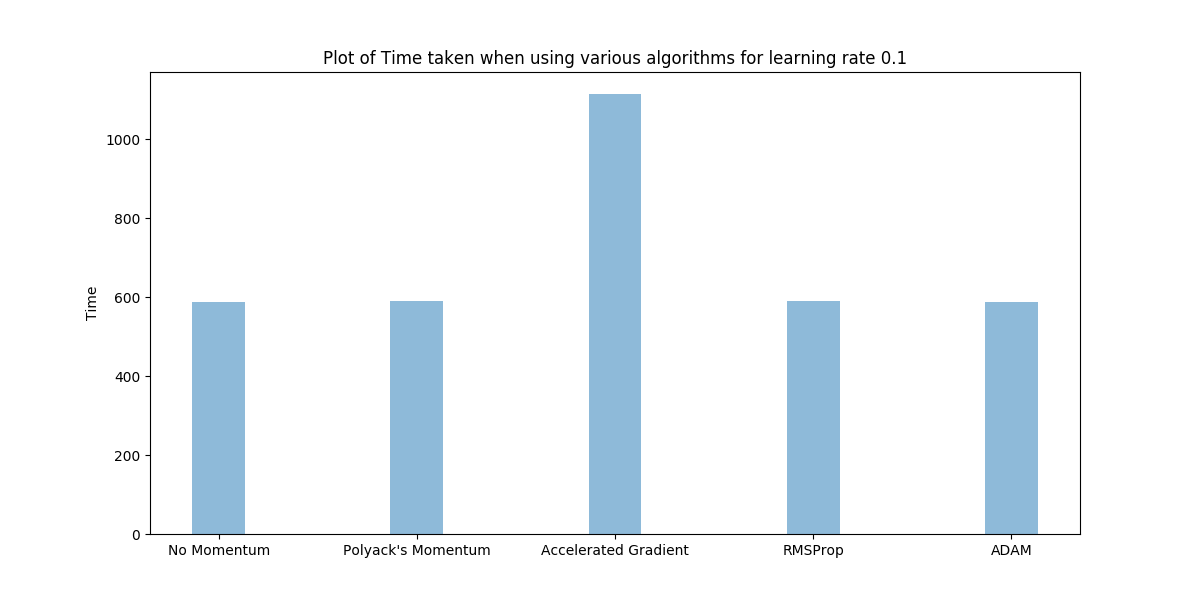 Plot of Time taken when using various algorithms for learning rate 0.1
Time
1000
800
600
400
200
0
No Momentum Polyack's Momentum Accelerated Gradient RMSProp ADAM